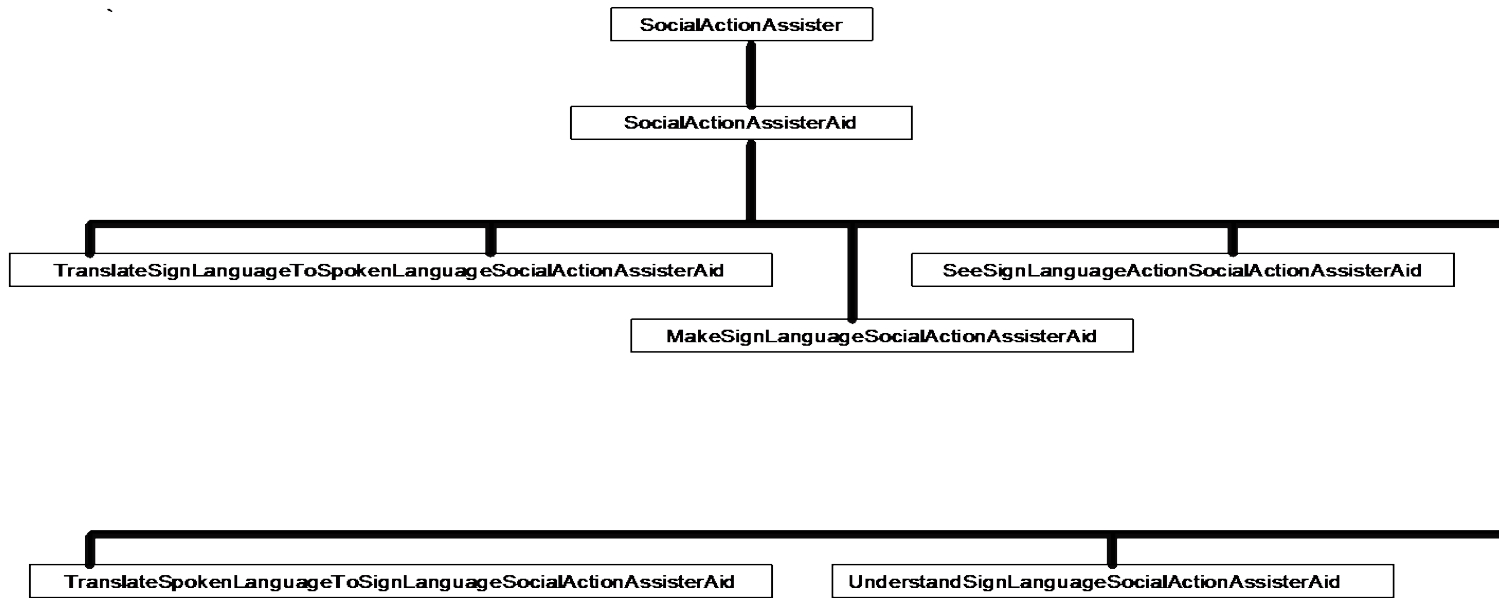 `
SocialActionAssister
SocialActionAssisterAid
TranslateSignLanguageToSpokenLanguageSocialActionAssisterAid
SeeSignLanguageActionSocialActionAssisterAid
MakeSignLanguageSocialActionAssisterAid
TranslateSpokenLanguageToSignLanguageSocialActionAssisterAid
UnderstandSignLanguageSocialActionAssisterAid